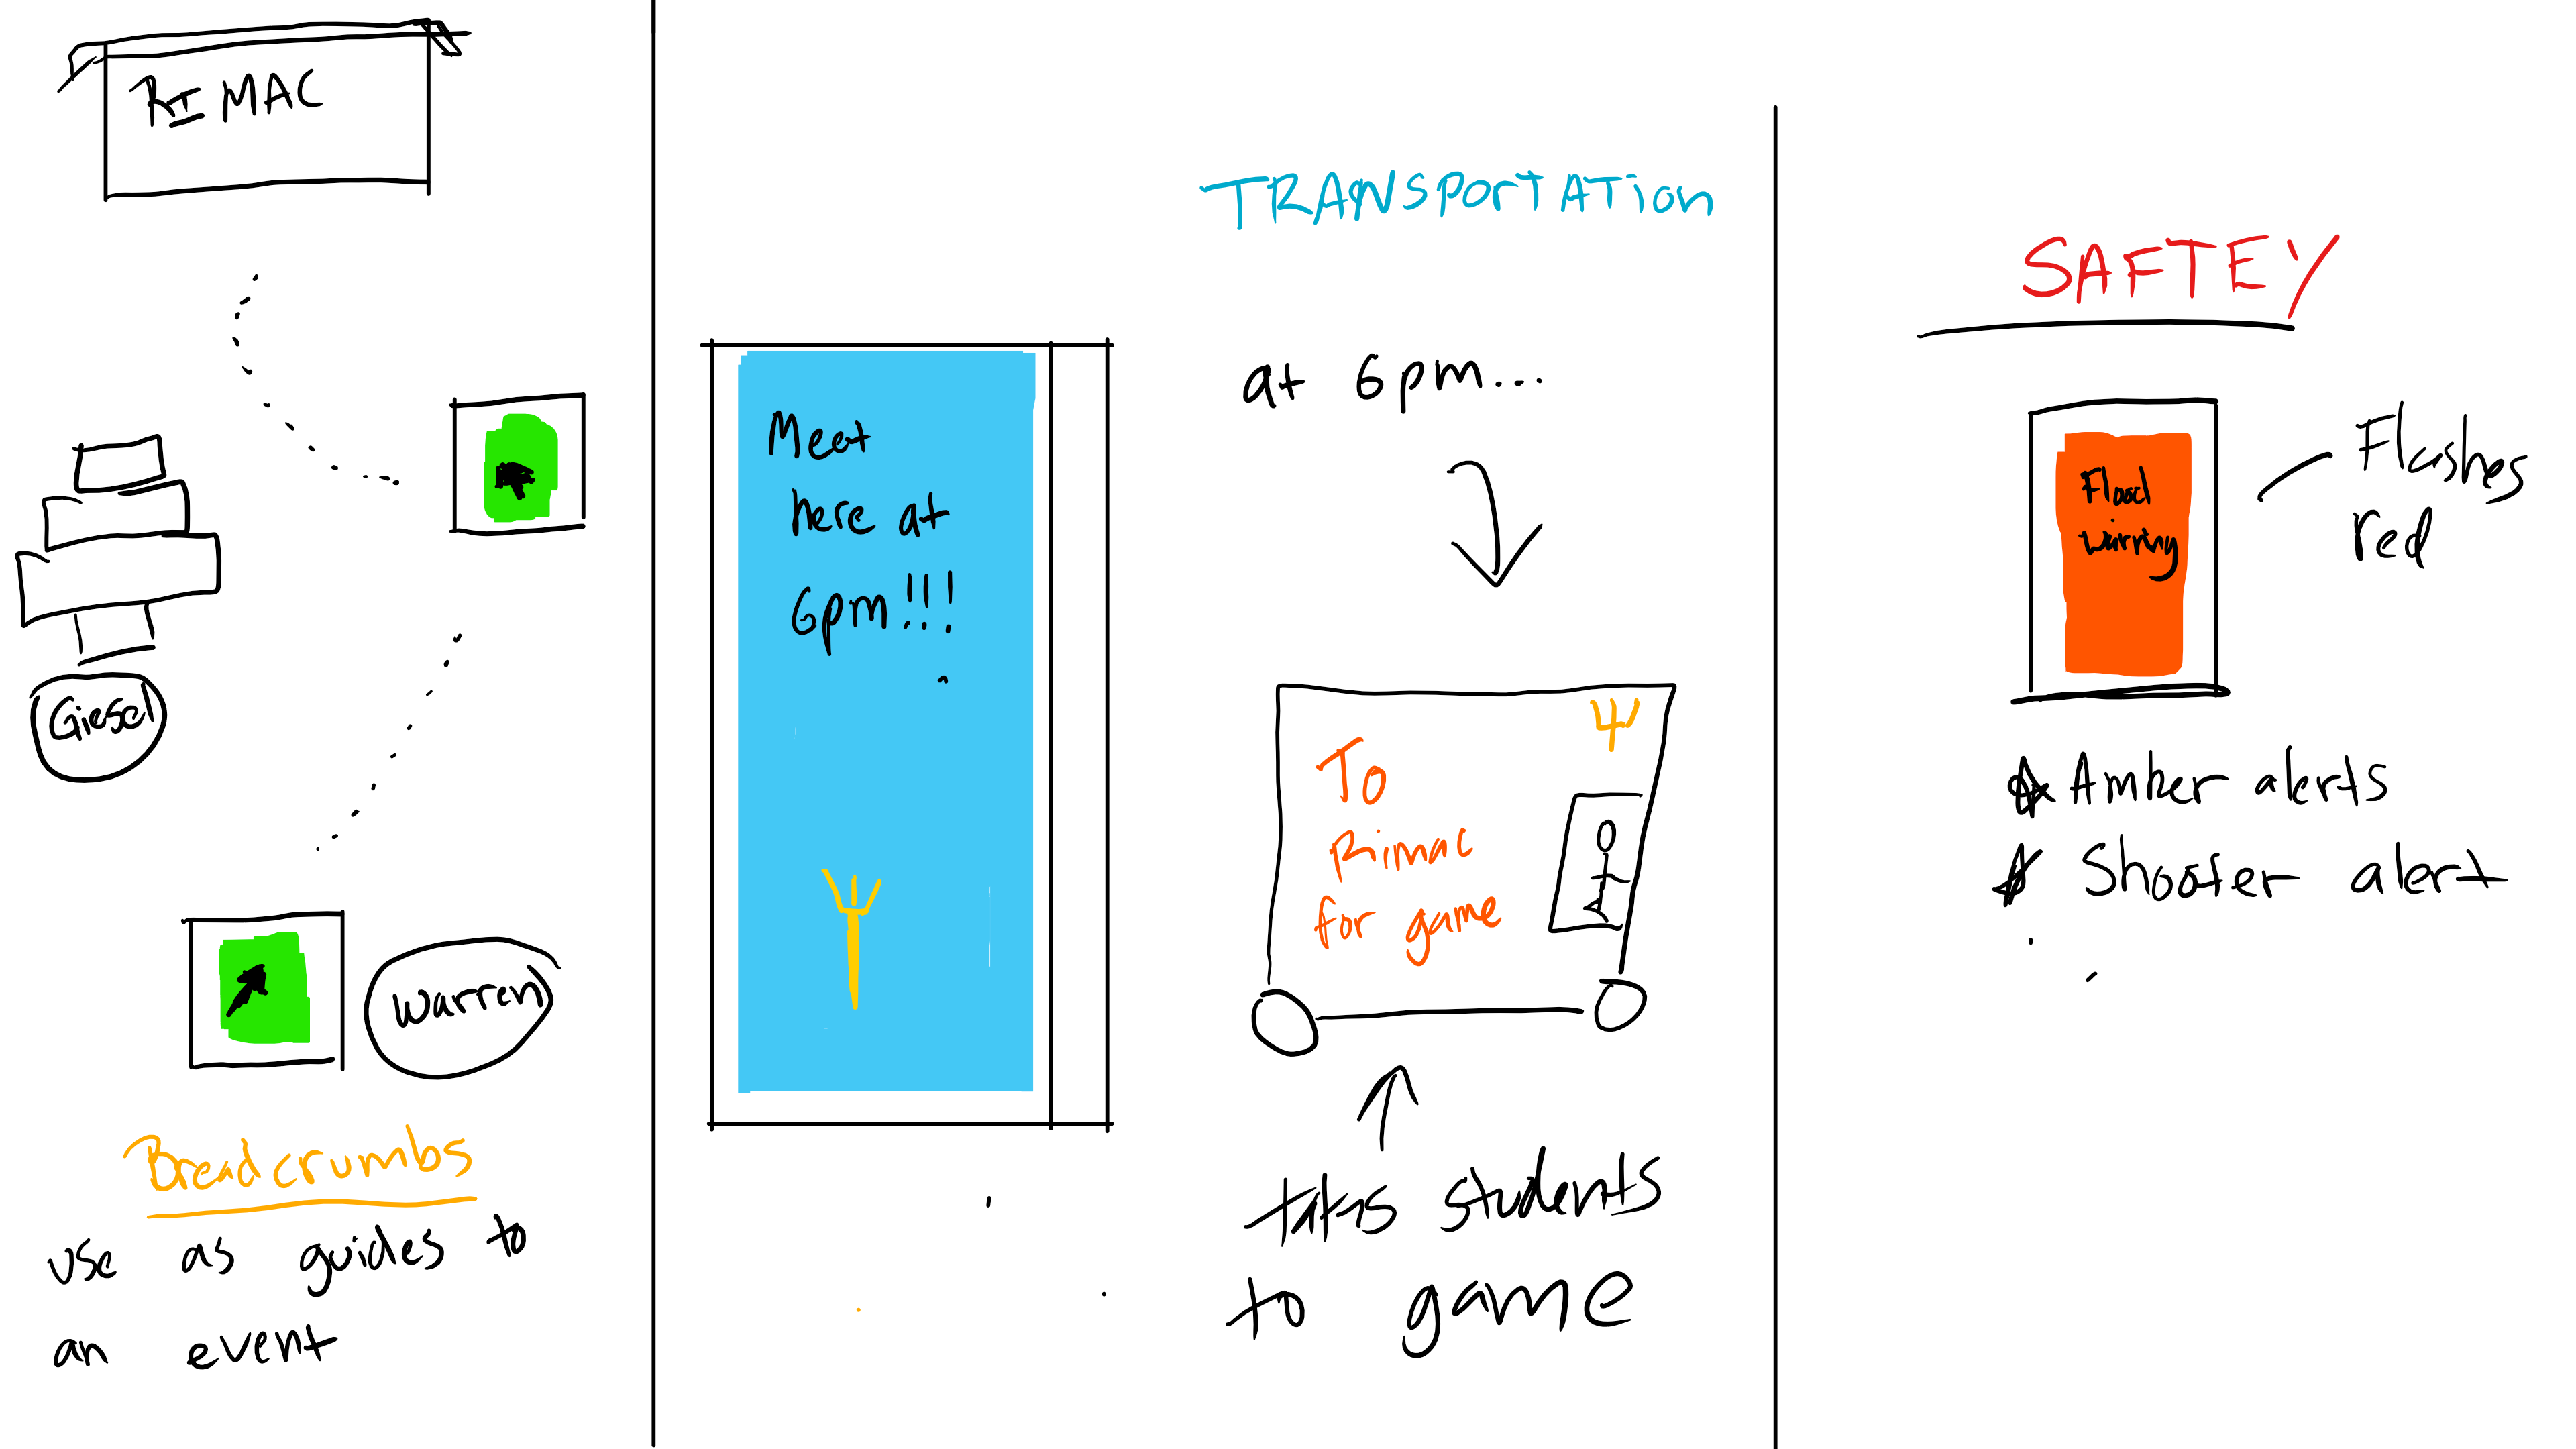 RIMAC
Giesel
Warren
Breadcrumbs
use as guides to
an event
TRANSportATion
Meet
here at
6pm!!!
at 6pm...
To
Rimac
for game
takes students
to game
SAFTEY
Flood
Warning
Flashes
red
Amber alerts
Shooter alert